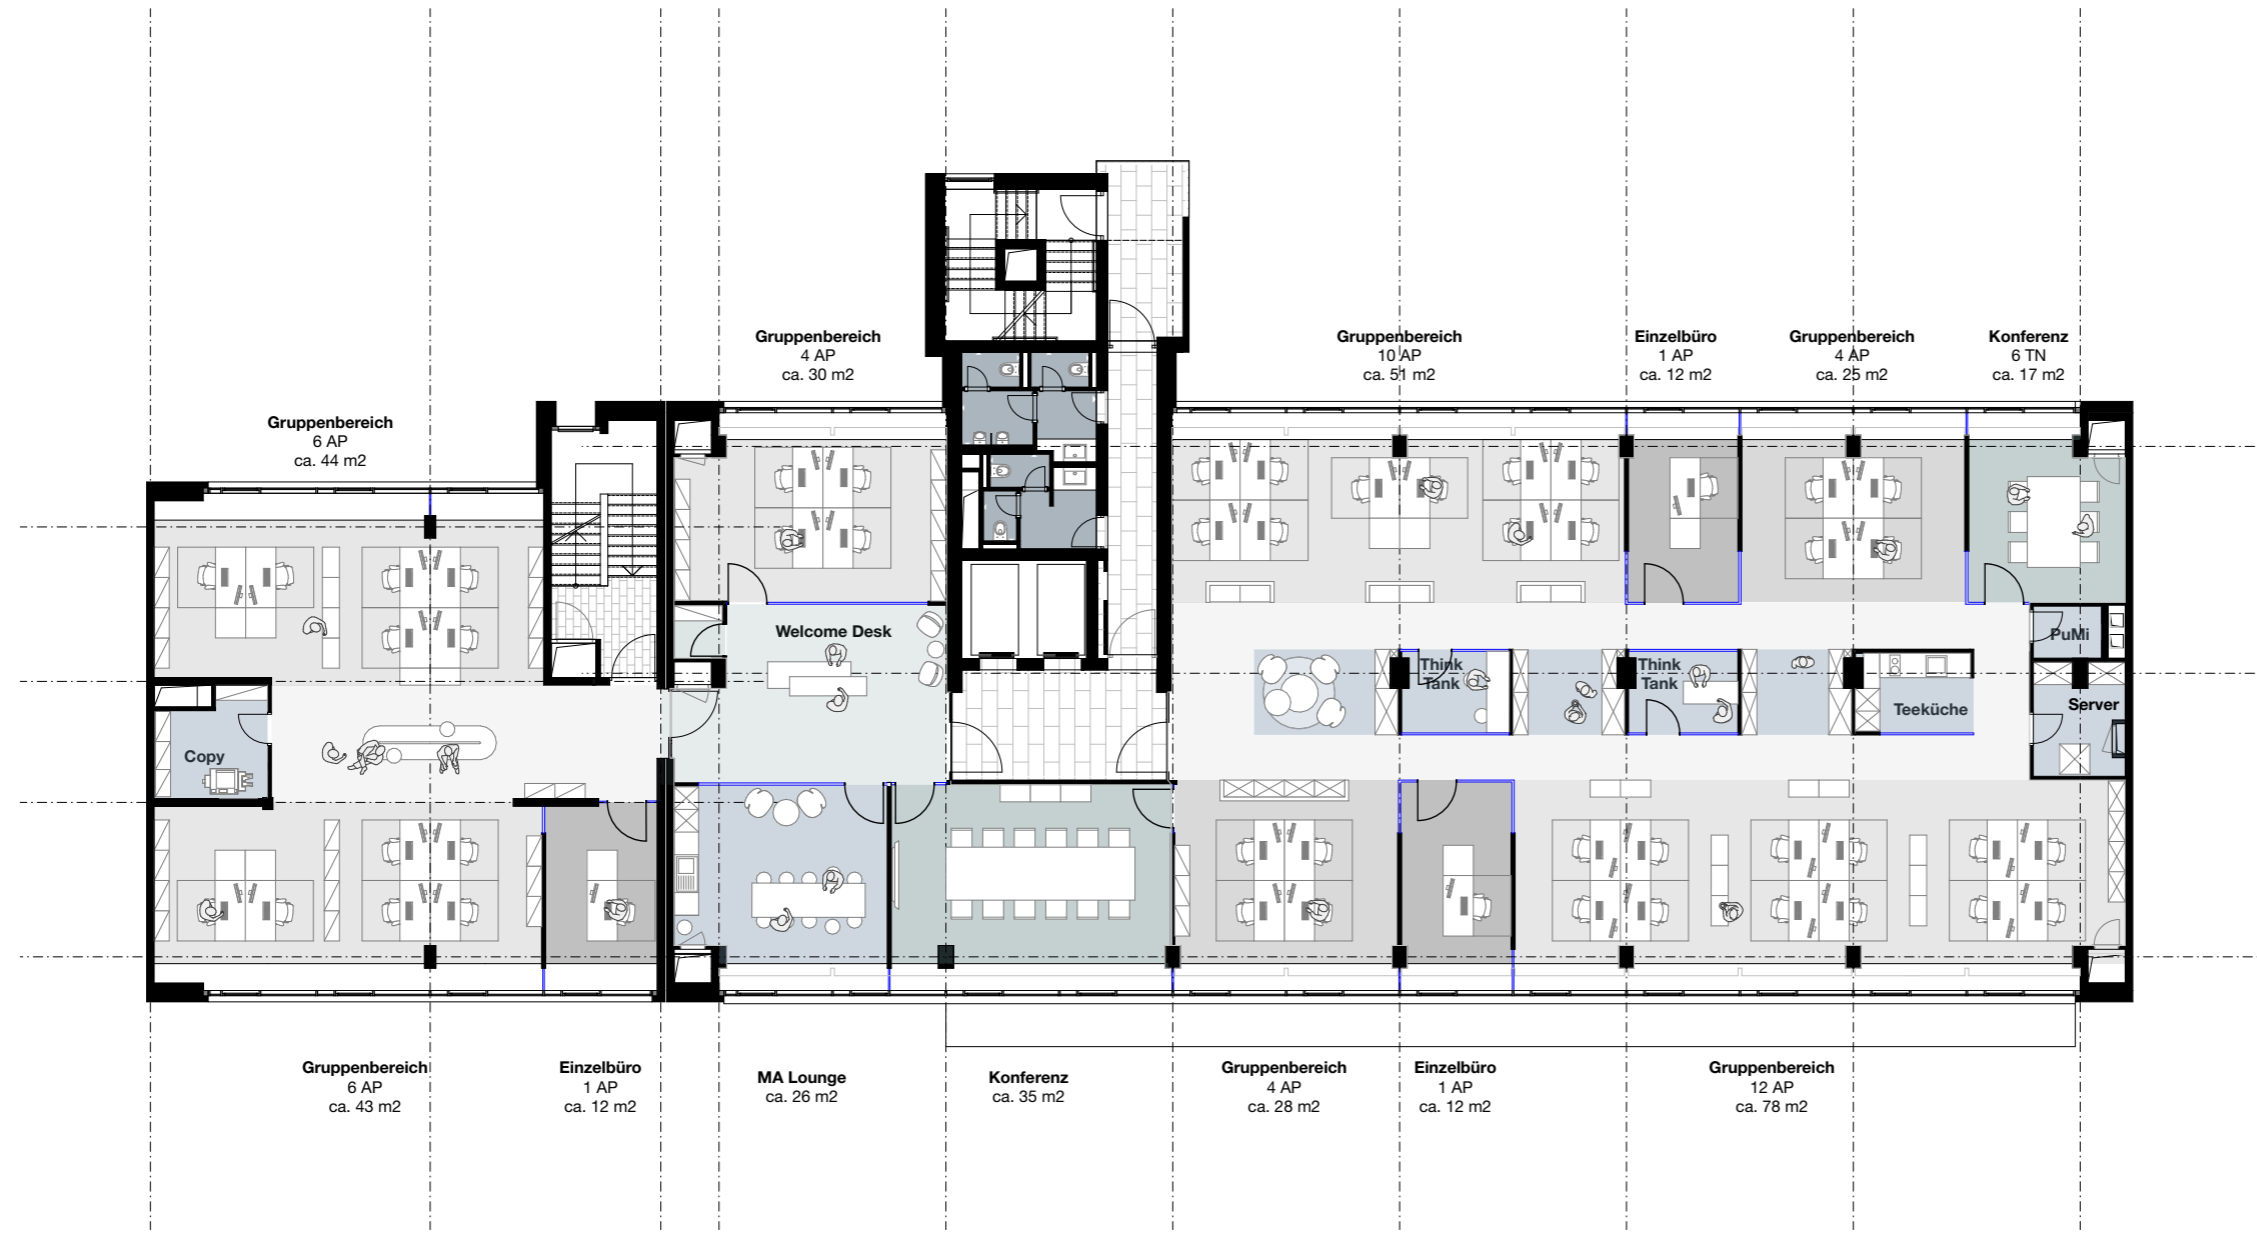 Gruppenbereich
4 AP
ca. 30 m2
Gruppenbereich
10 AP
ca. 51 m2
Einzelbüro
1 AP
ca. 12 m2
Gruppenbereich
4 AP
ca. 25 m2
Konferenz
6 TN
ca. 17 m2
Gruppenbereich
6 AP
ca. 44 m2
Welcome Desk
PuMi
Think
Tank
Think
Tank
Server
Teeküche
Copy
Gruppenbereich
6 AP
ca. 43 m2
Einzelbüro
1 AP
ca. 12 m2
MA Lounge
ca. 26 m2
Konferenz
ca. 35 m2
Gruppenbereich
4 AP
ca. 28 m2
Einzelbüro
1 AP
ca. 12 m2
Gruppenbereich
12 AP
ca. 78 m2